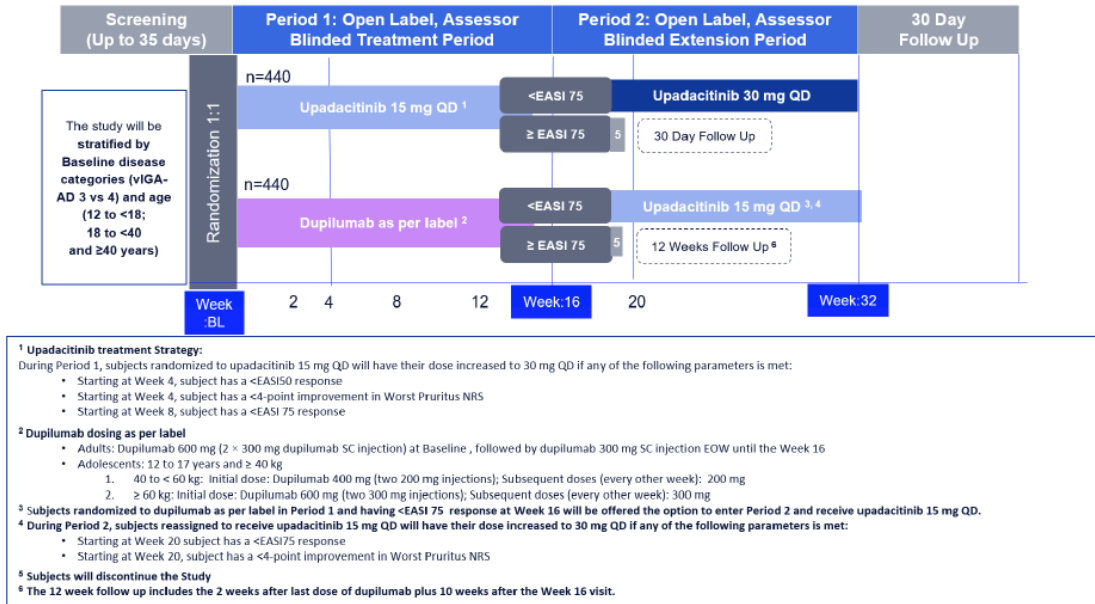 Screening
(Up to 35 days)
Period 1: Open Label, Assessor
Blinded Treatment Period
Period 2: Open Label, Assessor
Blinded Extension Period
30 Day
Follow Up
The study will be
stratified by
Baseline disease
categories (vIGA-
AD 3 vs 4) and age
(12 to <18;
18 to <40
and ≥40 years)
Randomization 1:1
n=440
Upadacitinib 15 mg QD 1
<EASI 75
Upadacitinib 30 mg QD
≥ EASI 75
5
30 Day Follow Up
n=440
Dupilumab as per label 2
<EASI 75
Upadacitinib 15 mg QD 3, 4
≥ EASI 75
5
12 Weeks Follow Up 6
Week
:BL
2
4
8
12
Week:16
20
Week:32
1 Upadacitinib treatment Strategy:
During Period 1, subjects randomized to upadacitinib 15 mg QD will have their dose increased to 30 mg QD if any of the following parameters is met:
• Starting at Week 4, subject has a <EASI50 response
• Starting at Week 4, subject has a <4-point improvement in Worst Pruritus NRS
• Starting at Week 8, subject has a <EASI 75 response
2 Dupilumab dosing as per label
• Adults: Dupilumab 600 mg (2 × 300 mg dupilumab SC injection) at Baseline , followed by dupilumab 300 mg SC injection EOW until the Week 16
• Adolescents: 12 to 17 years and ≥ 40 kg
1. 40 to < 60 kg: Initial dose: Dupilumab 400 mg (two 200 mg injections); Subsequent doses (every other week): 200 mg
2. ≥ 60 kg: Initial dose: Dupilumab 600 mg (two 300 mg injections); Subsequent doses (every other week): 300 mg
3 Subjects randomized to dupilumab as per label in Period 1 and having <EASI 75 response at Week 16 will be offered the option to enter Period 2 and receive upadacitinib 15 mg QD.
4 During Period 2, subjects reassigned to receive upadacitinib 15 mg QD will have their dose increased to 30 mg QD if any of the following parameters is met:
• Starting at Week 20 subject has a <EASI75 response
• Starting at Week 20, subject has a <4-point improvement in Worst Pruritus NRS
5 Subjects will discontinue the Study
6 The 12 week follow up includes the 2 weeks after last dose of dupilumab plus 10 weeks after the Week 16 visit.